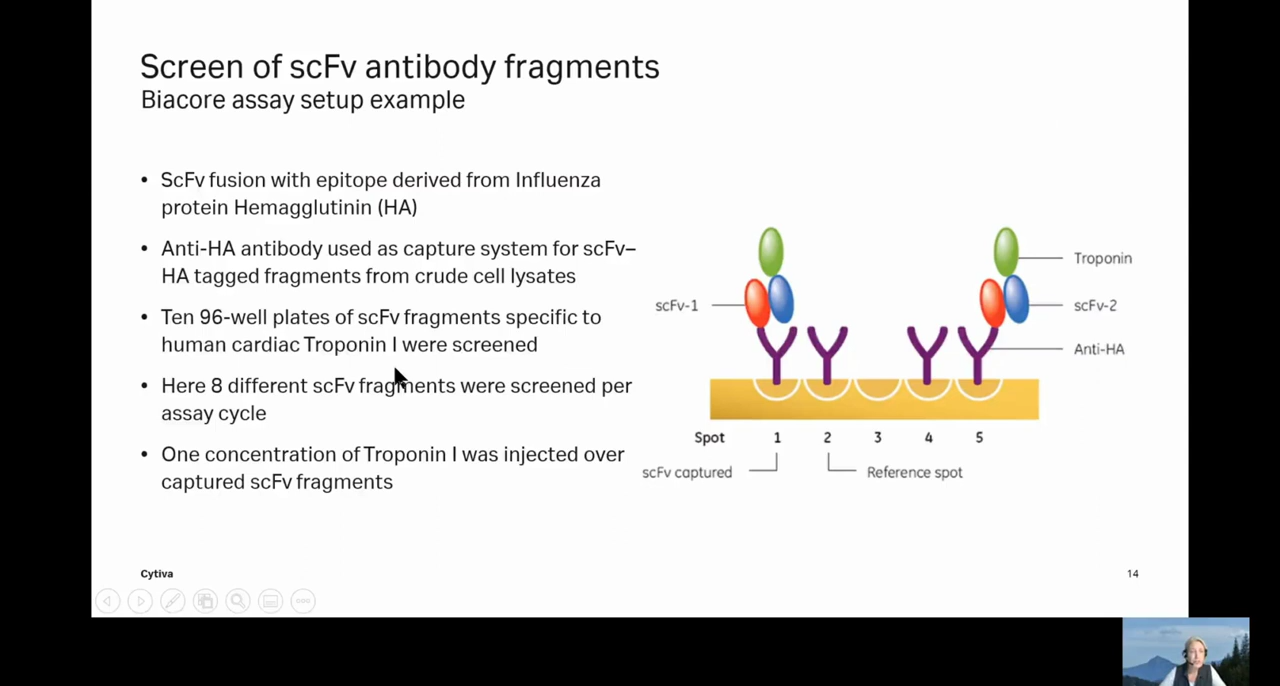 Screen of scFv antibody fragments
Biacore assay setup example
• ScFv fusion with epitope derived from Influenza
protein Hemagglutinin (HA)
• Anti-HA antibody used as capture system for scFv–
HA tagged fragments from crude cell lysates
• Ten 96-well plates of scFv fragments specific to
human cardiac Troponin I were screened
• Here 8 different scFv fragments were screened per
assay cycle
• One concentration of Troponin I was injected over
captured scFv fragments
Troponin
scFv-1
scFv-2
Anti-HA
Spot 1 2 3 4 5
scFv captured
Reference spot
Cytiva
14